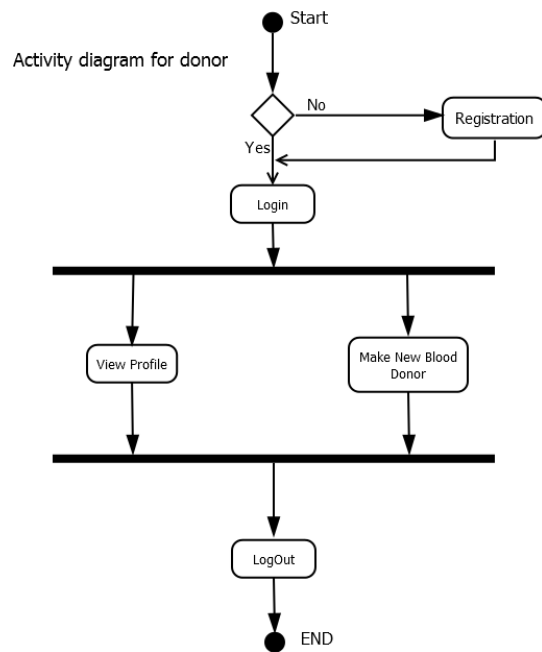 Start
Activity diagram for donor
No
Registration
Yes
Login
View Profile
Make New Blood
Donor
LogOut
END